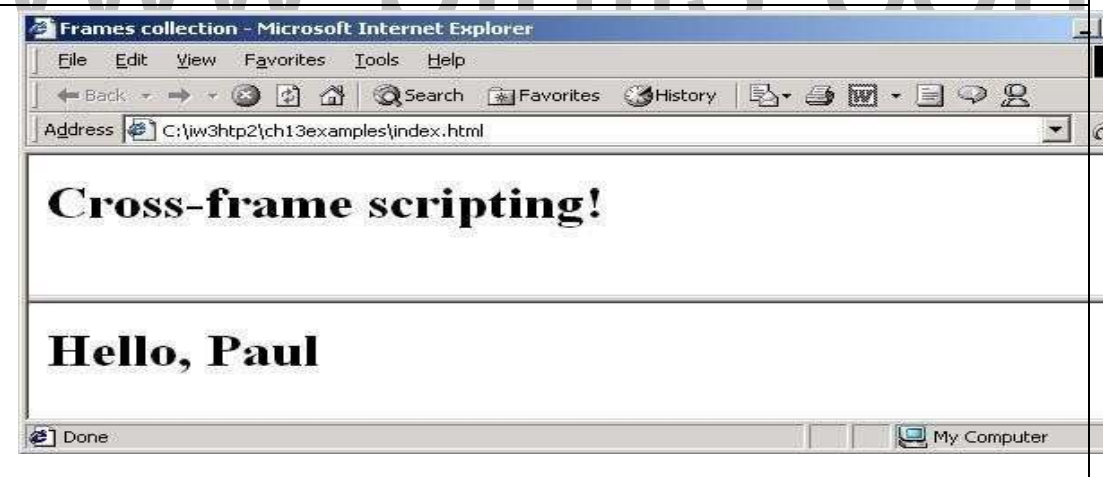 Frames collection - Microsoft Internet Explorer
File Edit View Favorites Tools Help
Back Search Favorites History
Address C:\iw3htp2\ch13examples\index.html
Cross-frame scripting!
Hello, Paul
Done My Computer